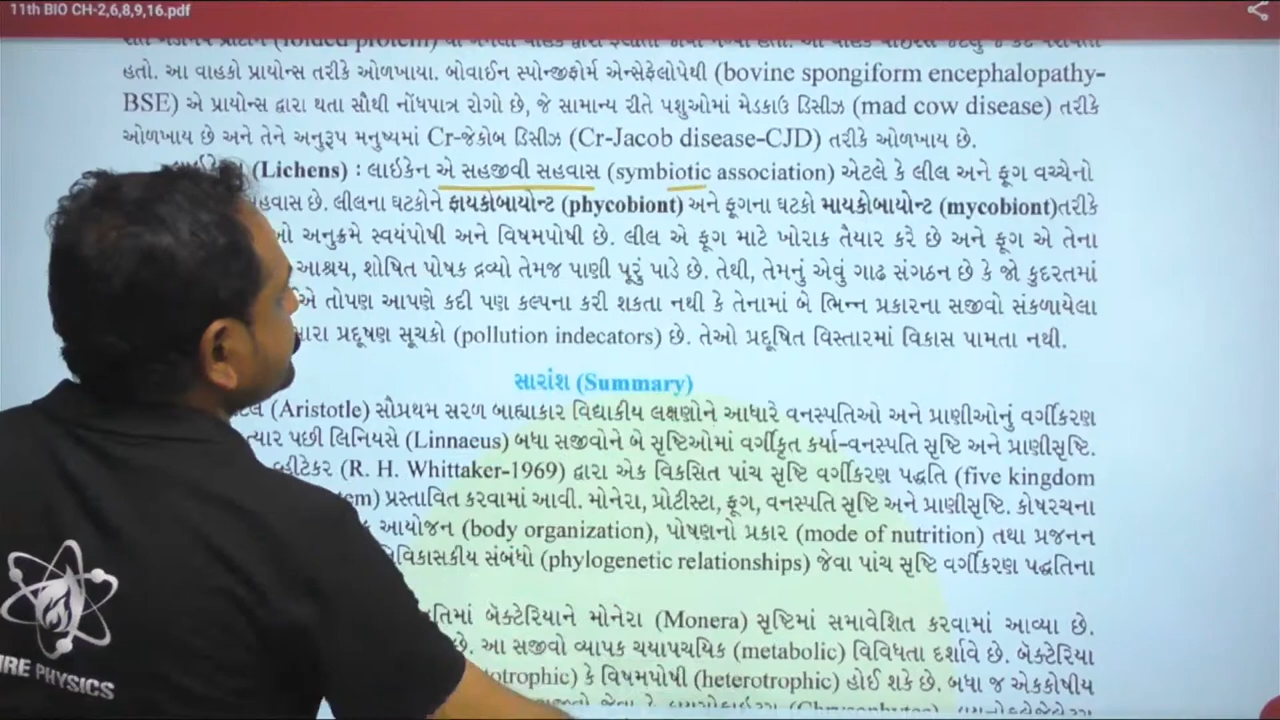 11th BIO CH-2,6,8,9,16.pdf
(folded protein)
હતો. આ વાહકો પ્રાયોન્સ તરીકે ઓળખાયા. બોવાઈન સ્પોન્જીફોર્મ એન્સેફેલોપેથી (bovine spongiform encephalopathy-
BSE) એ પ્રાયોન્સ દ્વારા થતા સૌથી નોંધપાત્ર રોગો છે, જે સામાન્ય રીતે પશુઓમાં મેડકાઉ ડિસીઝ (mad cow disease) તરીકે
ઓળખાય છે અને તેને અનુરૂપ મનુષ્યમાં Cr-જેકોબ ડિસીઝ (Cr-Jacob disease-CJD) તરીકે ઓળખાય છે.
(Lichens) : લાઇકેન એ સહજીવી સહવાસ (symbiotic association) એટલે કે લીલ અને ફૂગ વચ્ચેનો
છે. લીલના ઘટકોને ફાયકોબાયોન્ટ (phycobiont) અને ફૂગના ઘટકો માયકોબાયોન્ટ (mycobiont)તરીકે
અનુક્રમે સ્વયંપોષી અને વિષમપોષી છે. લીલ એ ફૂગ માટે ખોરાક તૈયાર કરે છે અને ફૂગ એ તેના
આશ્રય, શોષિત પોષક દ્રવ્યો તેમજ પાણી પૂરું પાડે છે. તેથી, તેમનું એવું ગાઢ સંગઠન છે કે જો કુદરતમાં
તોપણ આપણે કદી પણ કલ્પના કરી શકતા નથી કે તેનામાં બે ભિન્ન પ્રકારના સજીવો સંકળાયેલા
પ્રદૂષણ સૂચકો (pollution indecators) છે. તેઓ પ્રદૂષિત વિસ્તારમાં વિકાસ પામતા નથી.
સારાંશ (Summary)
(Aristotle) સૌપ્રથમ સરળ બાહ્યાકાર વિદ્યાકીય લક્ષણોને આધારે વનસ્પતિઓ અને પ્રાણીઓનું વર્ગીકરણ
ત્યાર પછી લિનિયસે (Linnaeus) બધા સજીવોને બે સૃષ્ટિઓમાં વર્ગીકૃત કર્યા-વનસ્પતિ સૃષ્ટિ અને પ્રાણીસૃષ્ટિ.
વ્હીટેકર (R. H. Whittaker-1969) દ્વારા એક વિકસિત પાંચ સૃષ્ટિ વર્ગીકરણ પદ્ધતિ (five kingdom
પ્રસ્તાવિત કરવામાં આવી. મોનેરા, પ્રોટીસ્ટા, ફૂગ, વનસ્પતિ સૃષ્ટિ અને પ્રાણીસૃષ્ટિ. કોષરચના
આયોજન (body organization), પોષણનો પ્રકાર (mode of nutrition) તથા પ્રજનન
સંબંધો (phylogenetic relationships) જેવા પાંચ સૃષ્ટિ વર્ગીકરણ પદ્ધતિના
બૅક્ટેરિયાને મોનેરા (Monera) સૃષ્ટિમાં સમાવેશિત કરવામાં આવ્યા છે.
છે. આ સજીવો વ્યાપક ચયાપચયિક (metabolic) વિવિધતા દર્શાવે છે. બૅક્ટેરિયા
કે વિષમપોષી (heterotrophic) હોઈ શકે છે. બધા જ એકકોષીય
PHYSICS